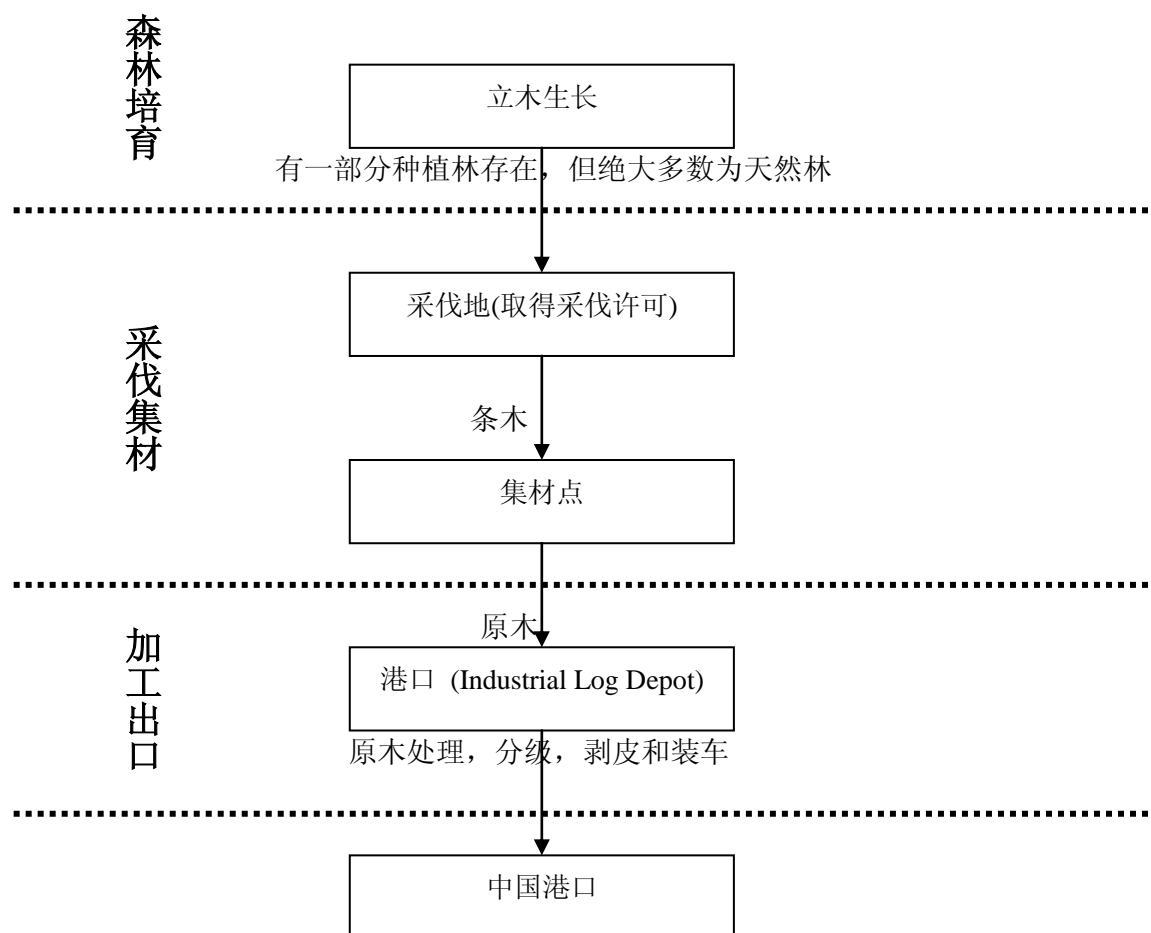 森林培育
立木生长
有一部分种植林存在，但绝大多数为天然林
采伐集材
采伐地(取得采伐许可)
条木
集材点
加工出口
原木
港口 (Industrial Log Depot)
原木处理，分级，剥皮和装车
中国港口